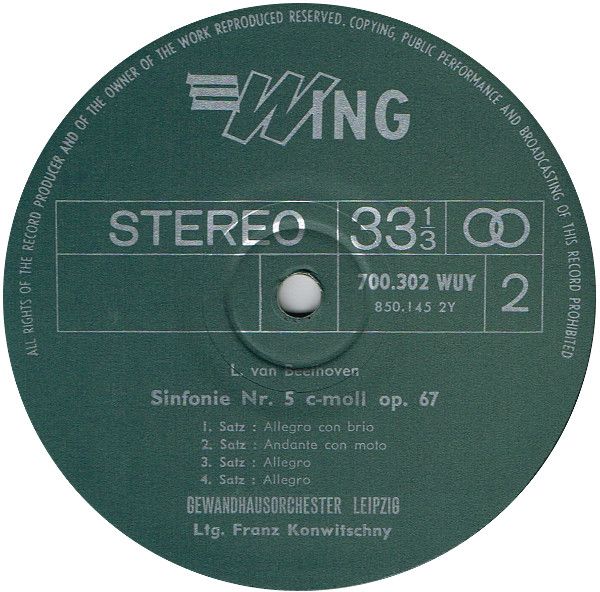 ALL RIGHTS OF THE RECORD PRODUCER AND OF THE OWNER OF THE WORK REPRODUCED RESERVED. COPYING, PUBLIC PERFORMANCE AND BROADCASTING OF THIS RECORD PROHIBITED
WING
STEREO 33 1/3
700.302 WUY
850.145 2Y
2
L. van Beethoven
Sinfonie Nr. 5 c-moll op. 67
1. Satz : Allegro con brio
2. Satz : Andante con moto
3. Satz : Allegro
4. Satz : Allegro
GEWANDHAUSORCHESTER LEIPZIG
Ltg. Franz Konwitschny